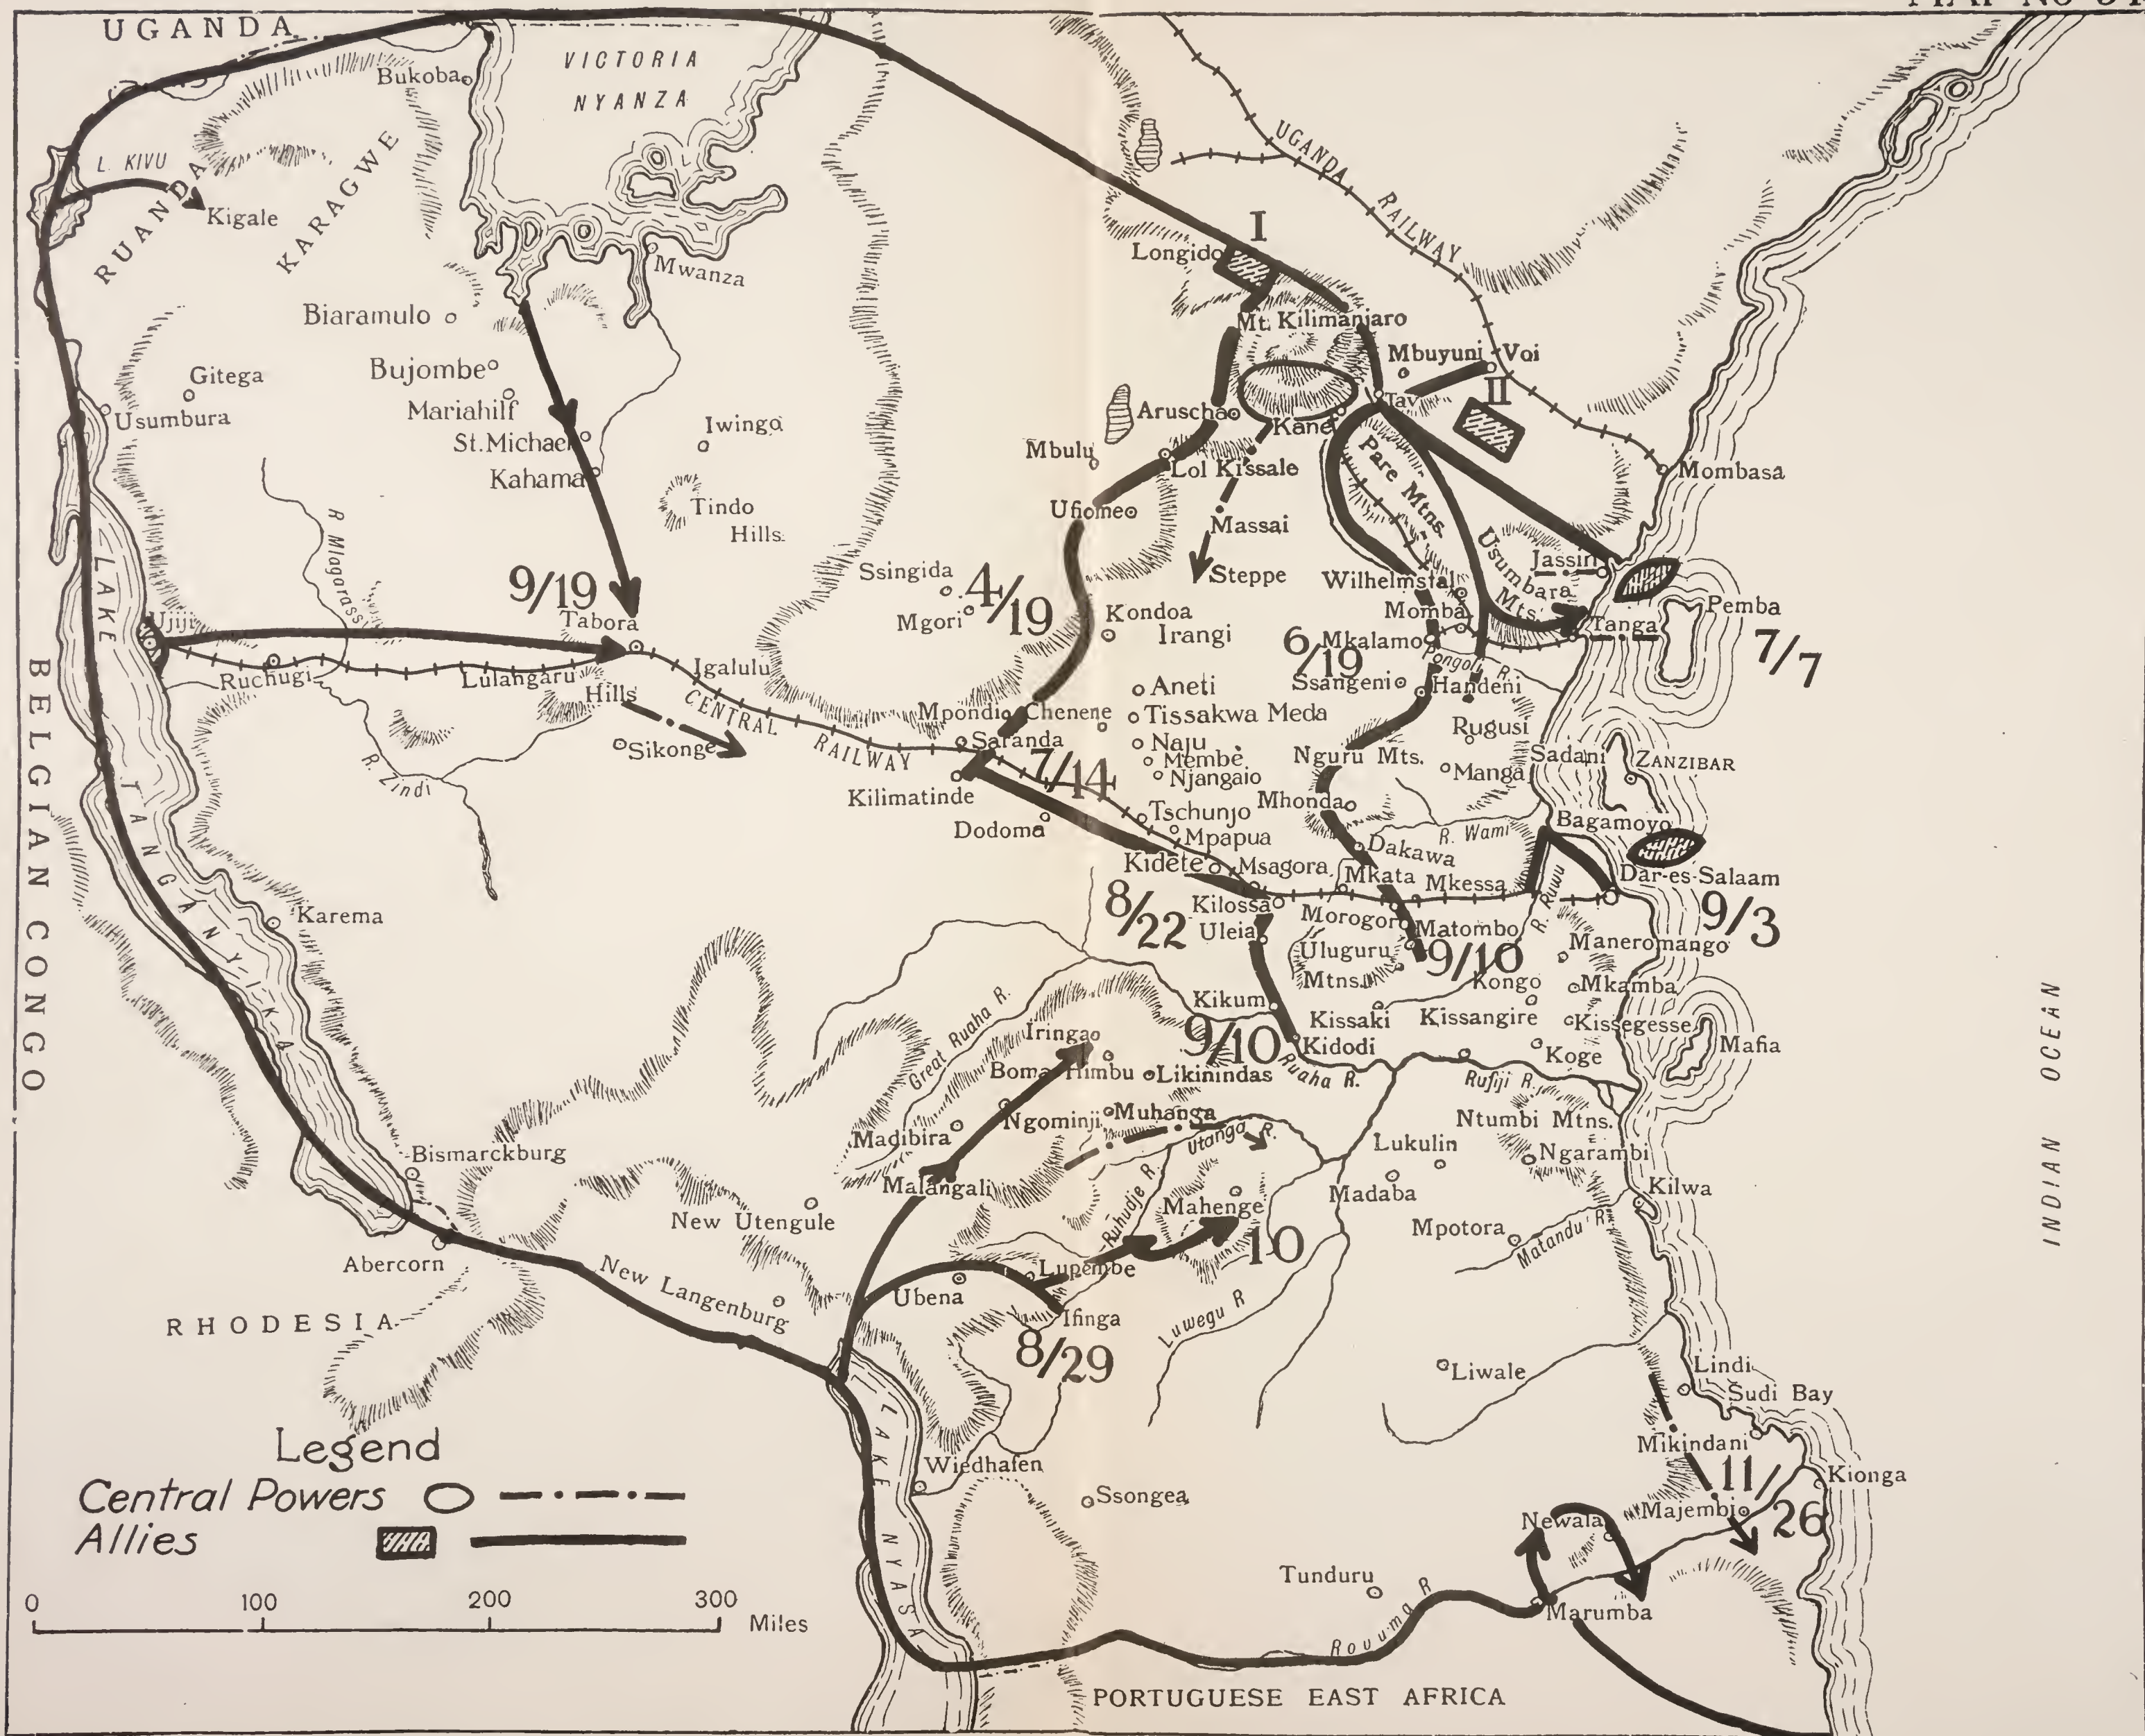 UGANDA
VICTORIA
NYANZA
Bukoba
L. KIVU
RUANDA
KARAGWE
Kigale
UGANDA RAILWAY
I
Longido
Mwanza
Biaramulo
Mt. Kilimanjaro
Mbuyuni
Voi
II
Bujombe
Gitega
Mariahilf
Usumbura
Aruscha
Tav
Iwinga
Kane
St. Michael
Mbulu
Lol Kissale
Pare Mtns.
Mombasa
Kahama
Tindo
Hills.
Ufiome
Massai
Steppe
R Mlagarass
LAKE TANGANYIKA
Usumbara
Mts.
Jassin
9/19
Tabora
Ssingida
Mgori
4/19
Kondoa
Irangi
Wilhelmstal
Momba
Pemba
Tanga
7/7
Ujiji
6/19
Mkalamo
Pongoli R.
Ruchugi
Lulangaru
Hills
Igalulu
CENTRAL RAILWAY
Aneti
Ssangeni
Handeni
BELGIAN CONGO
Mpondi
Chenene
Tissakwa Meda
Rugusi
Sikonge
Saranda
Naju
Membe
Njangaio
Nguru Mts.
Manga
Sadani
ZANZIBAR
R. Zindi
7/14
Kilimatinde
Mhonda
Dodoma
Tschunjo
Mpapua
R. Wami
Bagamoyo
Dakawa
Kidete
Msagora
Mkata
Mkessa
Dar-es-Salaam
8/22
Kilossa
Morogor
Matombo
R. Ruwu
9/3
Karema
Uleia
Uluguru
Mtns.
9/10
Maneromango
Kongo
Mkamba
Great Ruaha R.
Kikum
Kissaki
Kissangire
Kissegesse
Iringa
9/10
Kidodi
Koge
Mafia
INDIAN OCEAN
Boma Himbu
Likinindas
Ruaha R.
Rufiji R.
Ngominji
Muhanga
Ntumbi Mtns.
Madibira
Utanga R.
Lukulin
Ngarambi
Bismarckburg
Malangali
Ruhudje R.
Mahenge
Madaba
Kilwa
New Utengule
10
Mpotora
Matandu R
Abercorn
New Langenburg
Lupembe
Ubena
Ifinga
Luwegu R
RHODESIA
8/29
Liwale
Lindi
Sudi Bay
LAKE NYASA
Mikindani
Legend
Central Powers
Allies
Wiedhafen
Ssongea
11/26
Kionga
Majembi
Newala
Tunduru
0 100 200 300 Miles
Rovuma R
Marumba
PORTUGUESE EAST AFRICA